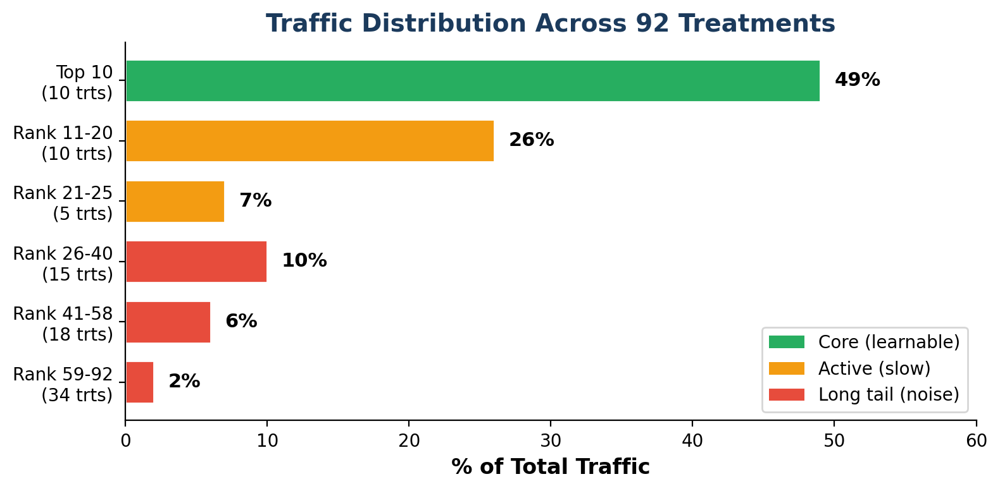 Traffic Distribution Across 92 Treatments
Top 10
(10 trts)
49%
Rank 11-20
(10 trts)
26%
Rank 21-25
(5 trts)
7%
Rank 26-40
(15 trts)
10%
Rank 41-58
(18 trts)
6%
Rank 59-92
(34 trts)
2%
Core (learnable)
Active (slow)
Long tail (noise)
0 10 20 30 40 50 60
% of Total Traffic